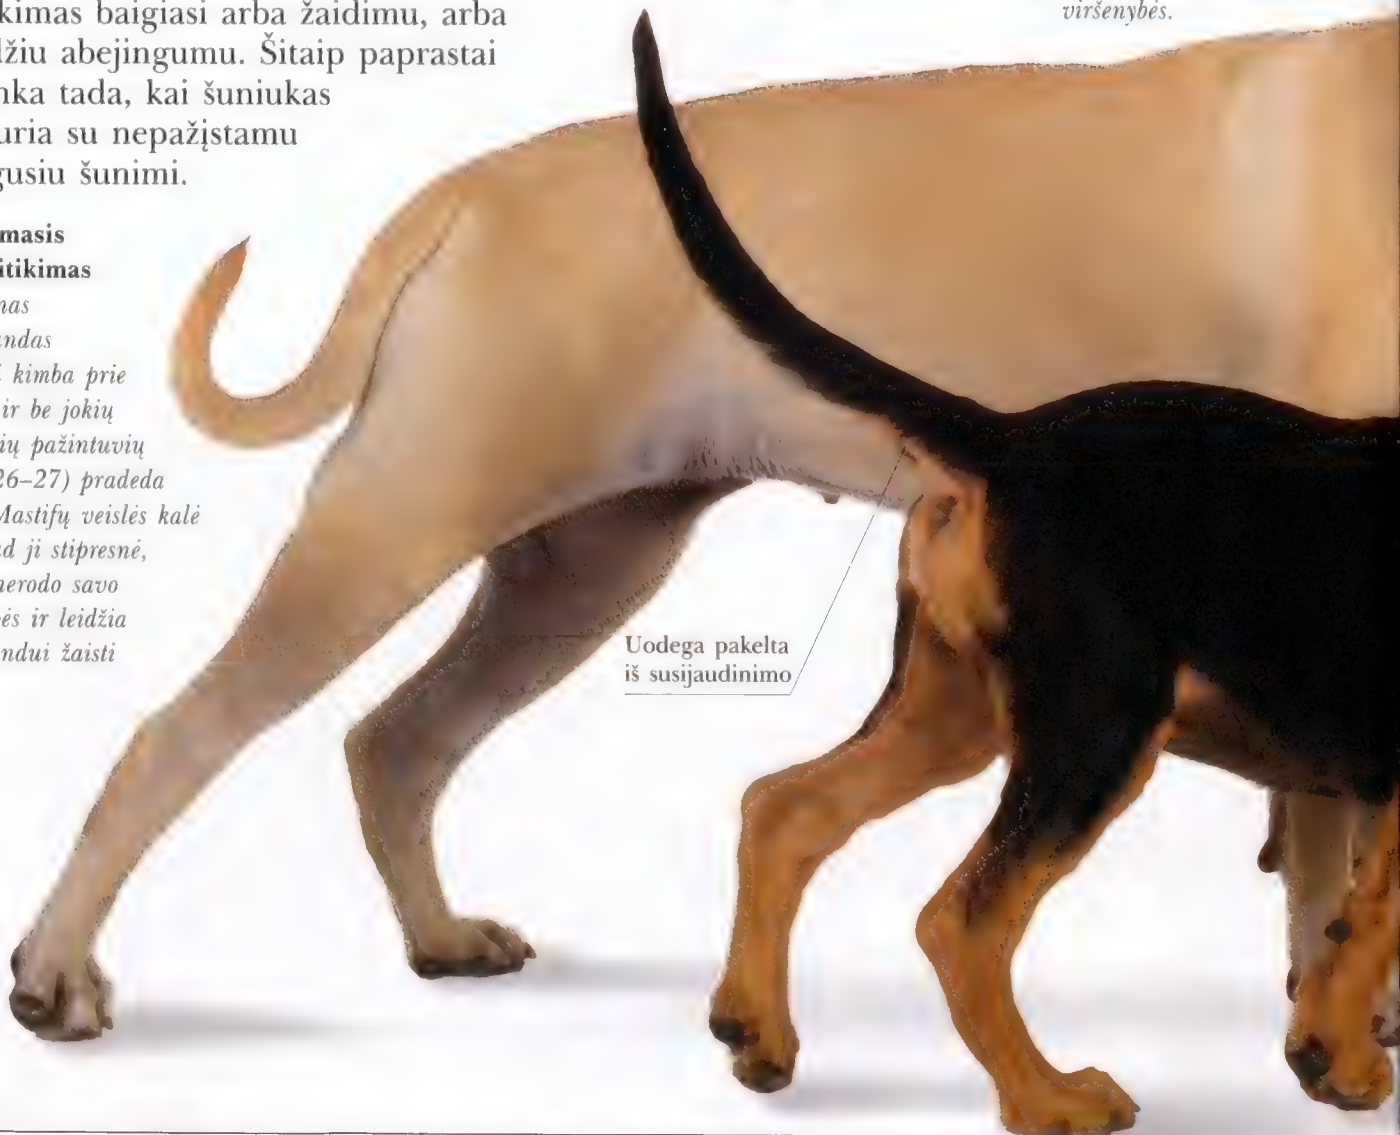 kimas baigiasi arba žaidimu, arba
džiu abejingumu. Šitaip paprastai
nka tada, kai šuniukas
uria su nepažįstamu
gusiu šunimi.
masis
itikimas
nas
ndas
kimba prie
ir be jokių
ių pažintuvių
26–27) pradeda
Mastifų veislės kalė
d ji stipresnė,
nerodo savo
ės ir leidžia
ndui žaisti
viršenybės.
Uodega pakelta
iš susijaudinimo